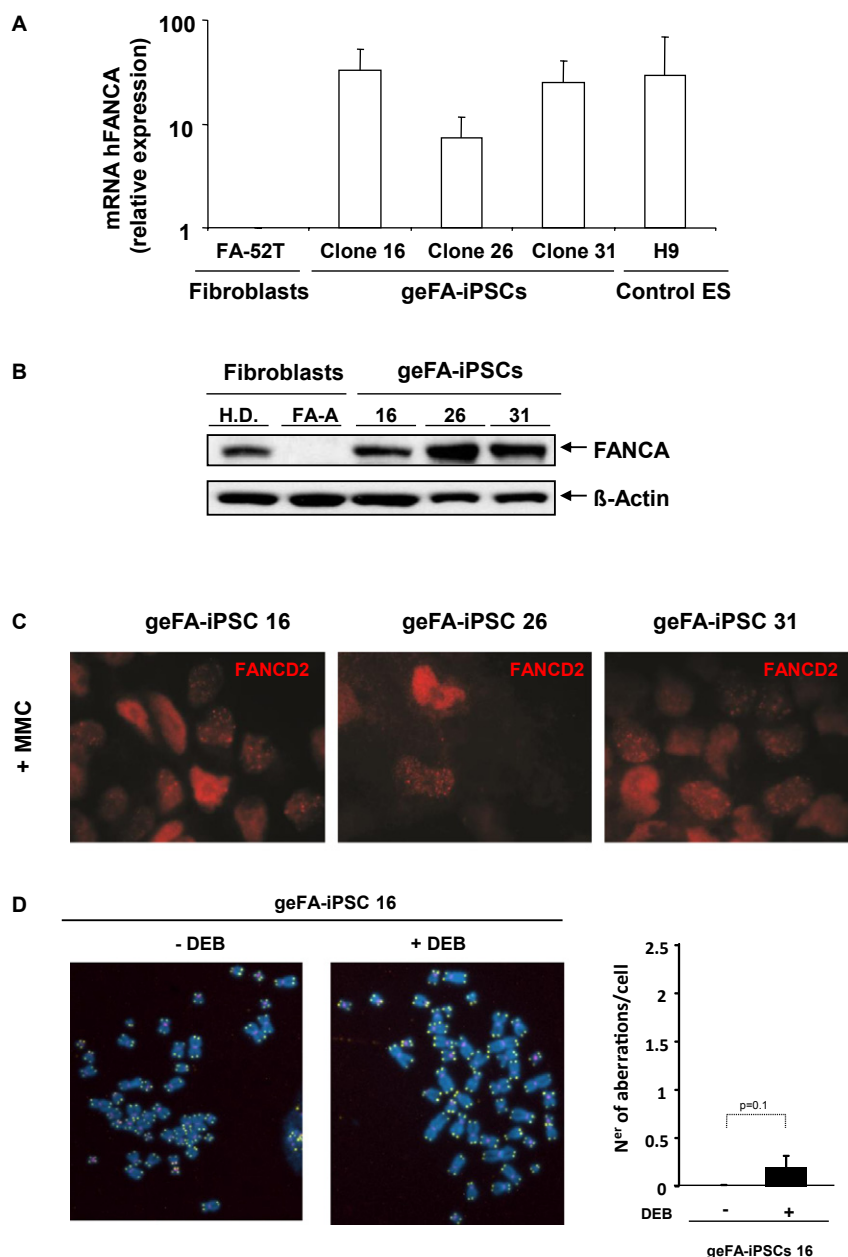 A
100
10
1
mRNA hFANCA
(relative expression)
FA-52T Clone 16 Clone 26 Clone 31 H9
Fibroblasts geFA-iPSCs Control ES
B
Fibroblasts geFA-iPSCs
H.D. FA-A 16 26 31
FANCA
ß-Actin
C
geFA-iPSC 16 geFA-iPSC 26 geFA-iPSC 31
+ MMC
FANCD2 FANCD2 FANCD2
D
geFA-iPSC 16
- DEB + DEB
Nᵉʳ of aberrations/cell
2.5
2
1.5
1
0.5
0
p=0.1
DEB - +
geFA-iPSCs 16